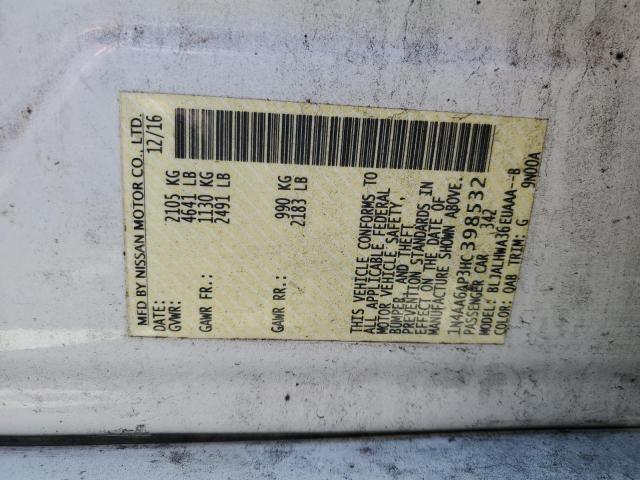 MFD BY NISSAN MOTOR CO., LTD.
DATE: 12/16
GVWR: 2105 KG
4641 LB
GAWR FR.: 1130 KG
2491 LB
GAWR RR.: 990 KG
2183 LB
THIS VEHICLE CONFORMS TO
ALL APPLICABLE FEDERAL
MOTOR VEHICLE SAFETY,
BUMPER, AND THEFT
PREVENTION STANDARDS IN
EFFECT ON THE DATE OF
MANUFACTURE SHOWN ABOVE.
1N4AA6AP3HC398532
PASSENGER CAR 342
MODEL: BLJALHWA36EUAAA--B
COLOR: QAB TRIM: G 9N00A